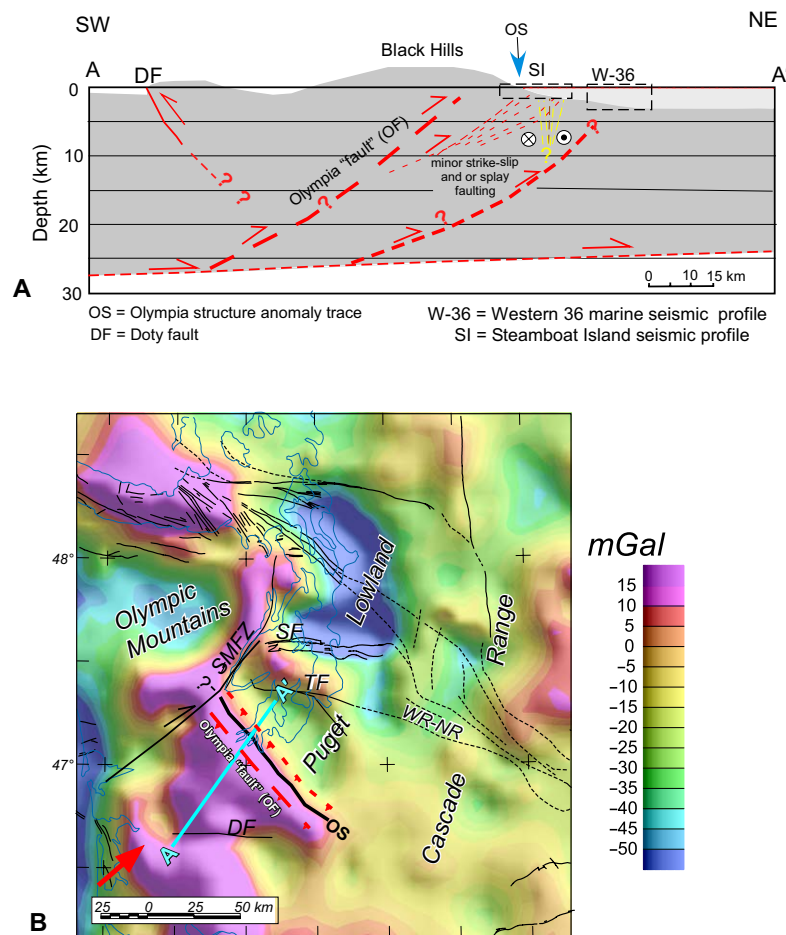 SW
NE
OS
Black Hills
A
DF
SI
W-36
A'
0
10
20
30
Depth (km)
Olympia "fault" (OF)
?
?
?
?
?
?
minor strike-slip
and or splay
faulting
0 10 15 km
A
OS = Olympia structure anomaly trace
W-36 = Western 36 marine seismic profile
DF = Doty fault
SI = Steamboat Island seismic profile
48°
47°
Olympic
Mountains
Lowland
Range
SMFZ
SF
?
TF
A'
WR-NR
Puget
Olympia "fault" (OF)
Cascade
OS
DF
A
25 0 25 50 km
B
mGal
15
10
5
0
−5
−10
−15
−20
−25
−30
−35
−40
−45
−50